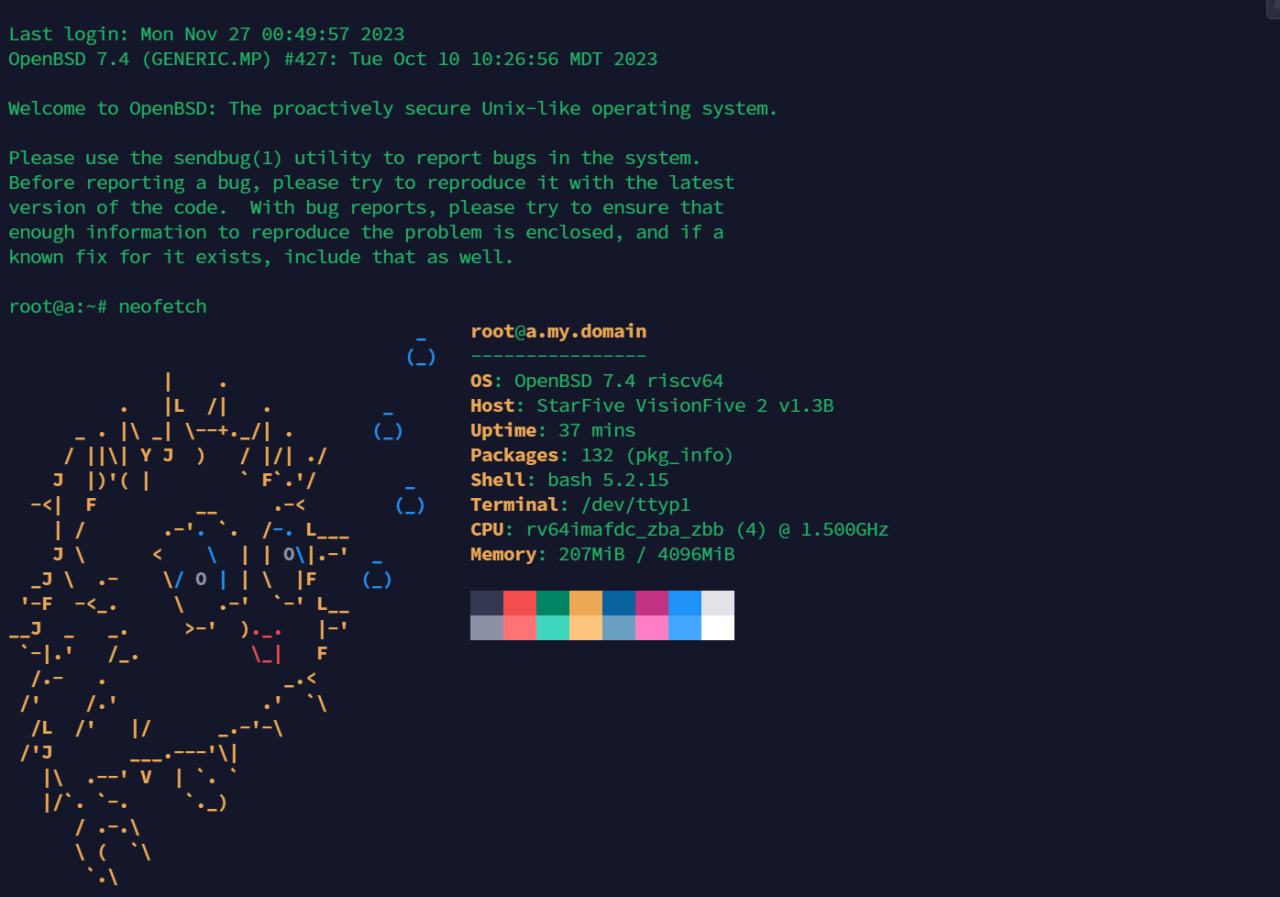 Last login: Mon Nov 27 00:49:57 2023
OpenBSD 7.4 (GENERIC.MP) #427: Tue Oct 10 10:26:56 MDT 2023
Welcome to OpenBSD: The proactively secure Unix-like operating system.
Please use the sendbug(1) utility to report bugs in the system.
Before reporting a bug, please try to reproduce it with the latest
version of the code.  With bug reports, please try to ensure that
enough information to reproduce the problem is enclosed, and if a
known fix for it exists, include that as well.
root@a:~# neofetch
root@a.my.domain
----------------
OS: OpenBSD 7.4 riscv64
Host: StarFive VisionFive 2 v1.3B
Uptime: 37 mins
Packages: 132 (pkg_info)
Shell: bash 5.2.15
Terminal: /dev/ttyp1
CPU: rv64imafdc_zba_zbb (4) @ 1.500GHz
Memory: 207MiB / 4096MiB